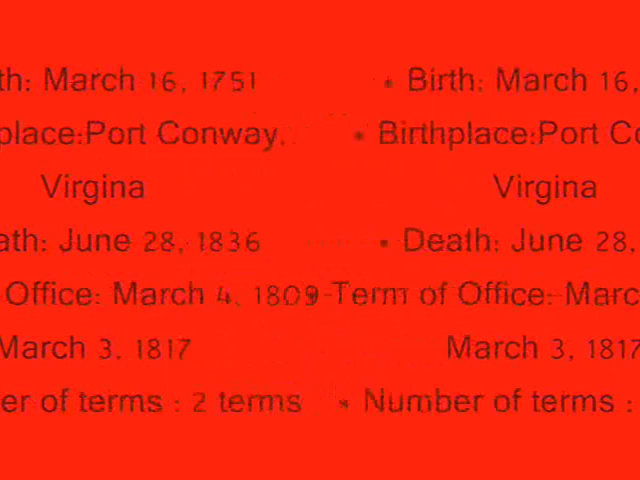 th: March 16, 1751 • Birth: March 16,
place:Port Conway, • Birthplace:Port Co
Virgina Virgina
ath: June 28, 1836 • Death: June 28,
Office: March 4, 1809 Term of Office: Marc
March 3, 1817 March 3, 1817
er of terms : 2 terms • Number of terms :